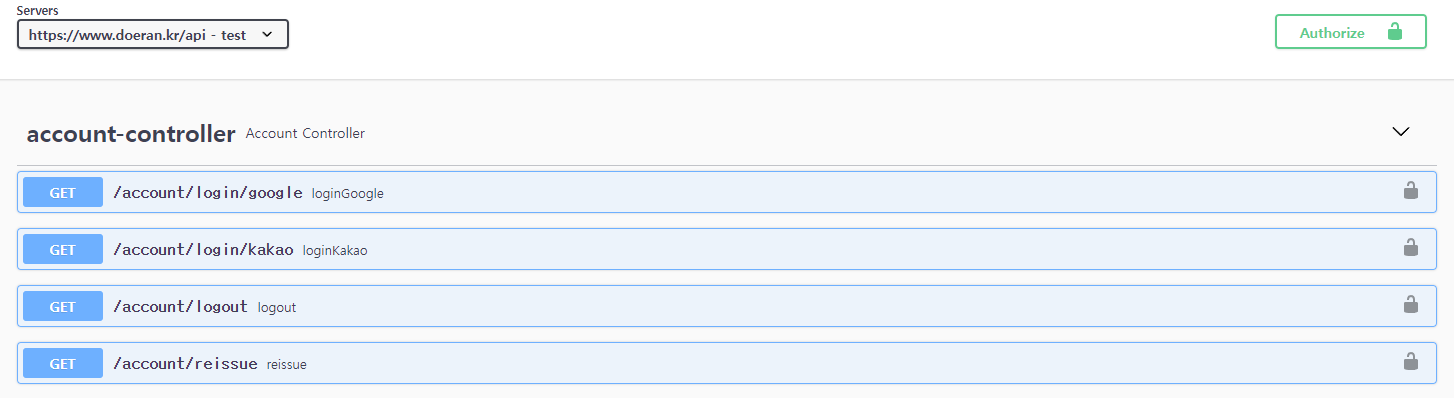 Servers
https://www.doeran.kr/api - test
Authorize
account-controller Account Controller
GET /account/login/google loginGoogle
GET /account/login/kakao loginKakao
GET /account/logout logout
GET /account/reissue reissue